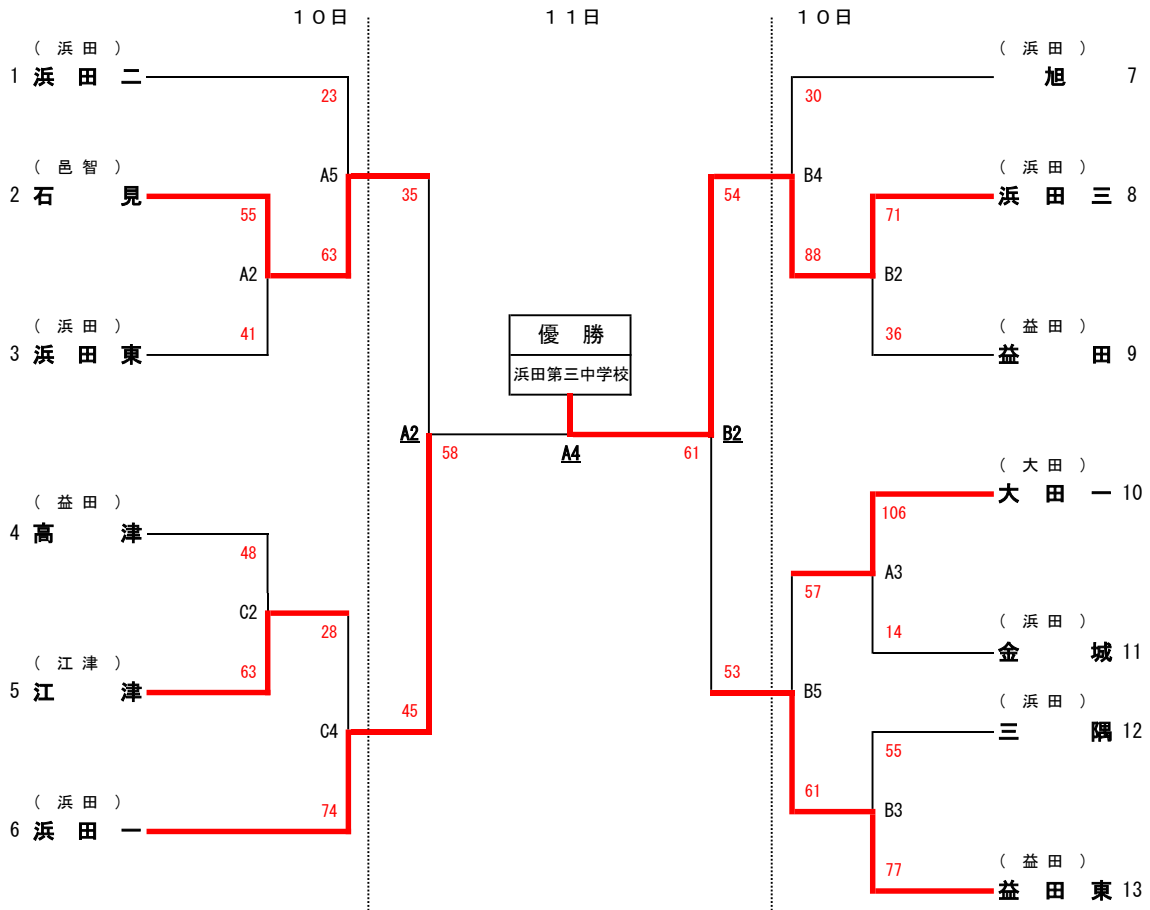 10日
11日
10日
(浜田)
1 浜田二
23
(邑智)
2 石見
55
A5
35
A2
63
(浜田)
3 浜田東
41
(益田)
4 高津
48
C2
28
(江津)
5 江津
63
C4
45
(浜田)
6 浜田一
74
優勝
浜田第三中学校
A2
58
A4
61
B2
(浜田)
旭 7
30
B4
54
(浜田)
浜田三 8
71
88
B2
(益田)
益田 9
36
(大田)
大田一 10
106
57
A3
(浜田)
金城 11
14
53
B5
(浜田)
三隅 12
55
61
B3
(益田)
益田東 13
77